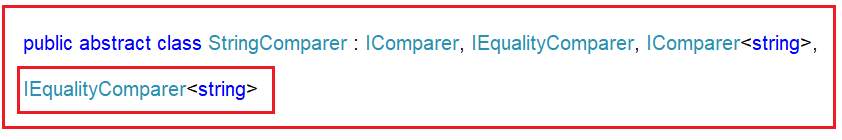 public abstract class StringComparer : IComparer, IEqualityComparer, IComparer<string>,
IEqualityComparer<string>